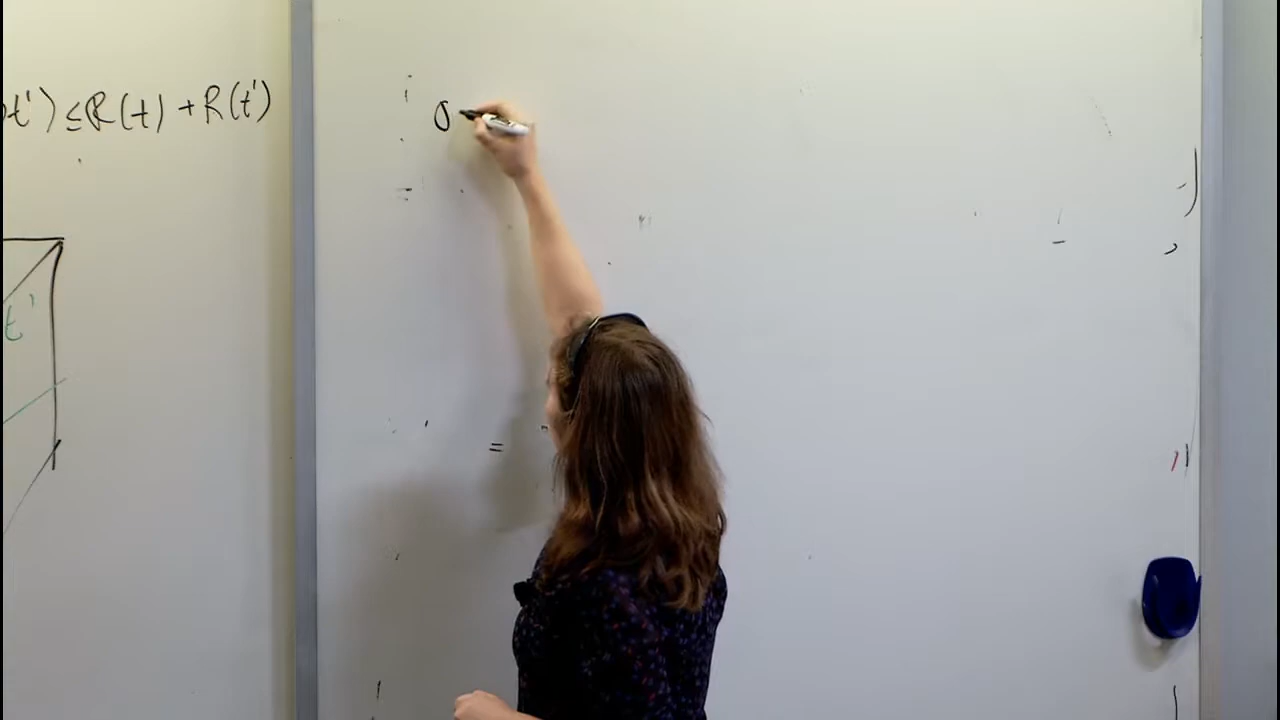 t') ≤ R(t) + R(t')
t'
0
=